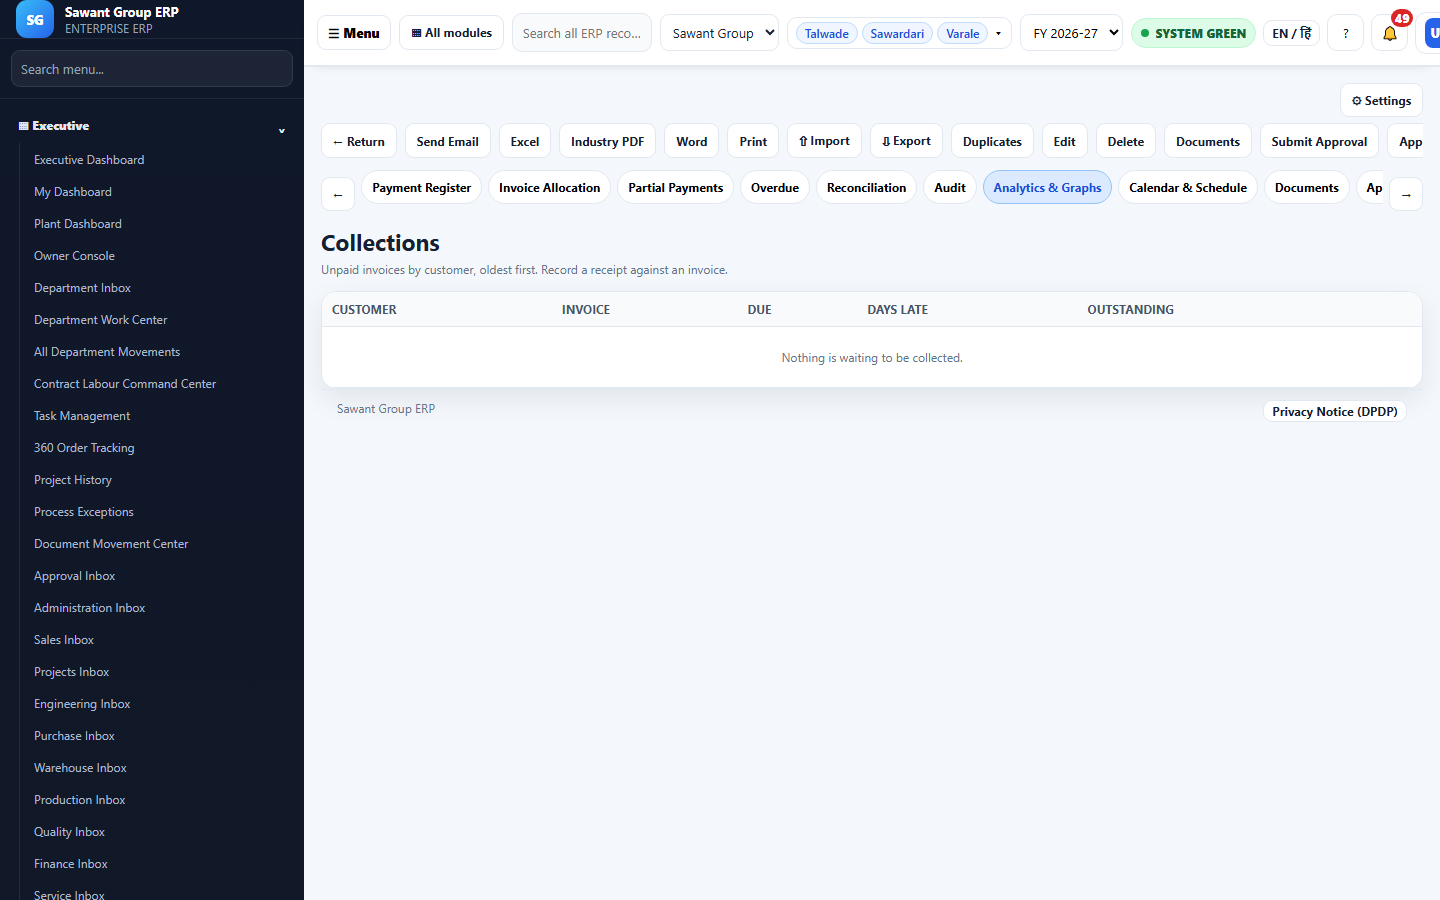 SG
Sawant Group ERP
ENTERPRISE ERP
Search menu...
Executive
Executive Dashboard
My Dashboard
Plant Dashboard
Owner Console
Department Inbox
Department Work Center
All Department Movements
Contract Labour Command Center
Task Management
360 Order Tracking
Project History
Process Exceptions
Document Movement Center
Approval Inbox
Administration Inbox
Sales Inbox
Projects Inbox
Engineering Inbox
Purchase Inbox
Warehouse Inbox
Production Inbox
Quality Inbox
Finance Inbox
Service Inbox
☰ Menu All modules Search all ERP reco... Sawant Group Talwade Sawardari Varale FY 2026-27 SYSTEM GREEN EN / हिं ? 49 U
Settings
← Return Send Email Excel Industry PDF Word Print ⇧ Import ⇩ Export Duplicates Edit Delete Documents Submit Approval App
← Payment Register Invoice Allocation Partial Payments Overdue Reconciliation Audit Analytics & Graphs Calendar & Schedule Documents Ap →
Collections
Unpaid invoices by customer, oldest first. Record a receipt against an invoice.
CUSTOMER INVOICE DUE DAYS LATE OUTSTANDING
Nothing is waiting to be collected.
Sawant Group ERP Privacy Notice (DPDP)